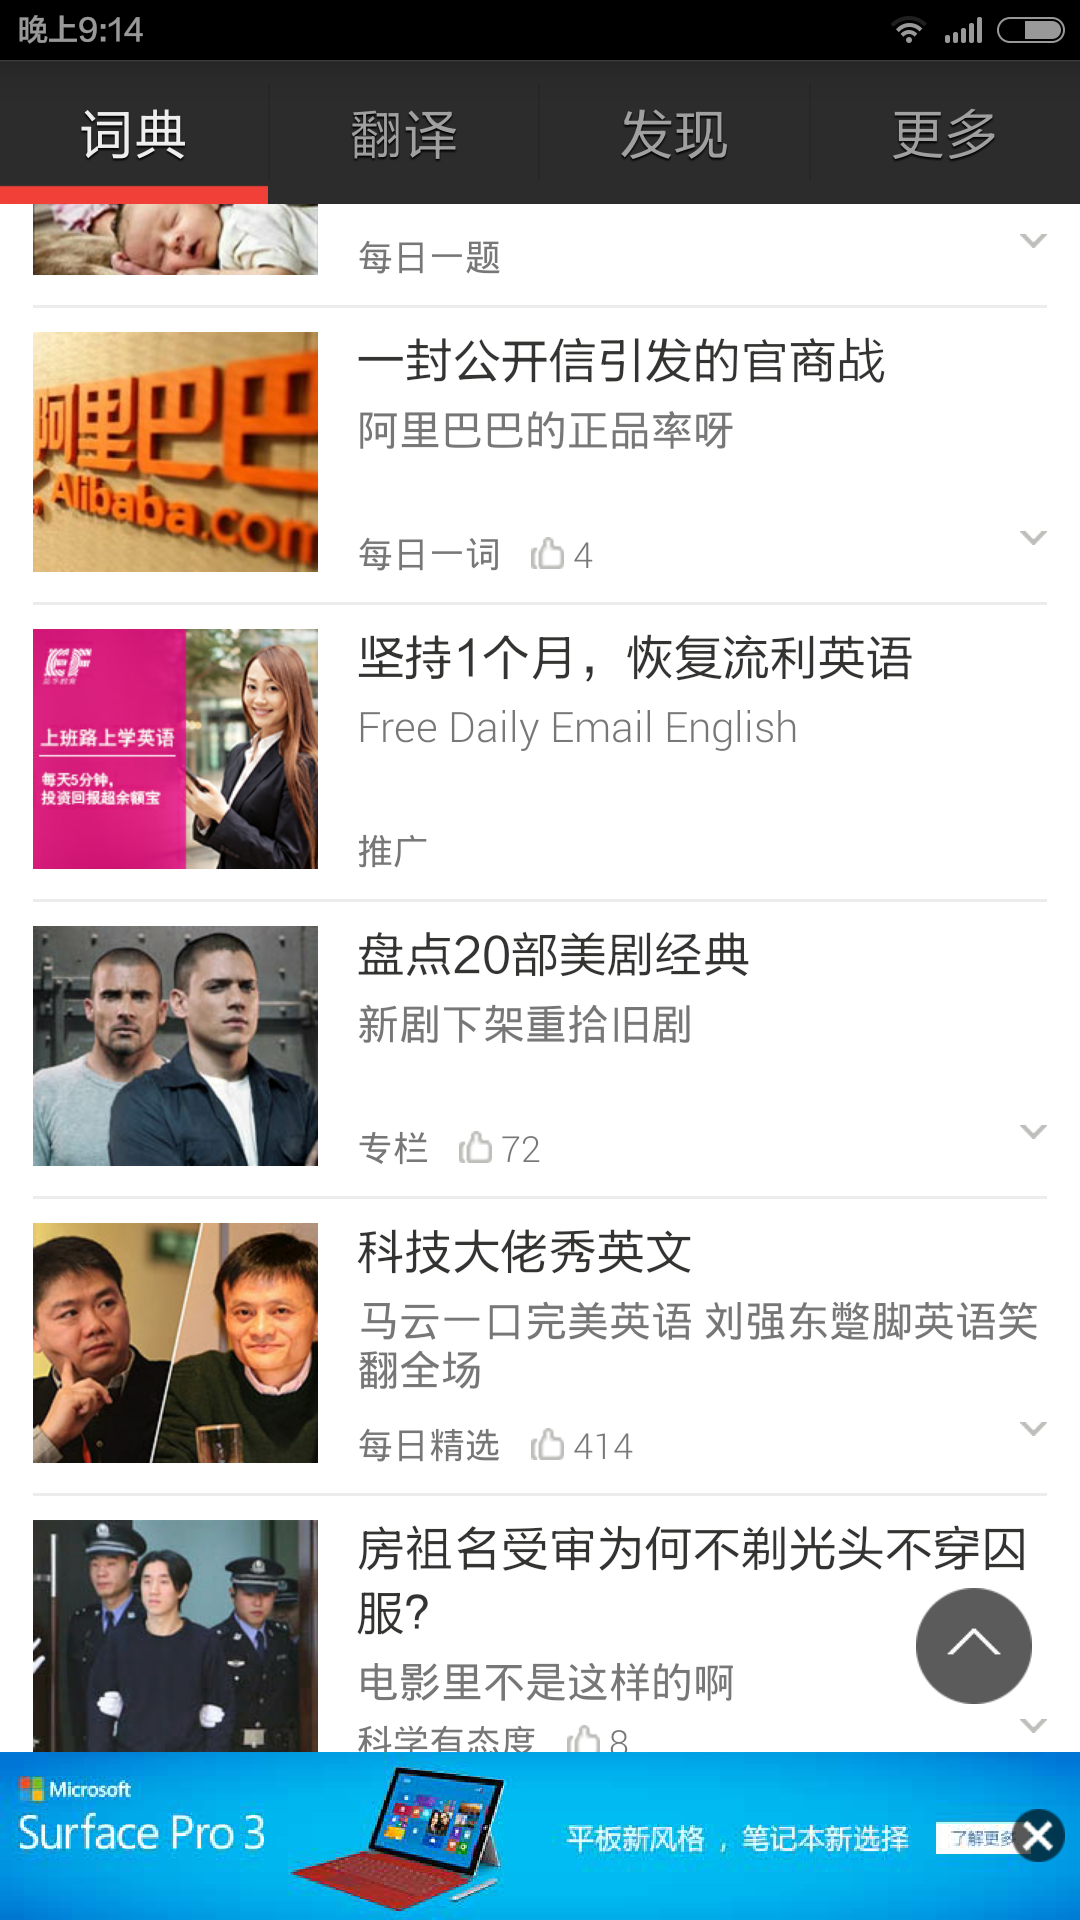 晚上9:14
词典 翻译 发现 更多
每日一题
一封公开信引发的官商战
阿里巴巴的正品率呀
阿里巴巴
Alibaba.com
每日一词 4
坚持1个月，恢复流利英语
Free Daily Email English
EF
上班路上学英语
每天5分钟，
投资回报超余额宝
推广
盘点20部美剧经典
新剧下架重拾旧剧
专栏 72
科技大佬秀英文
马云一口完美英语 刘强东蹩脚英语笑
翻全场
每日精选 414
房祖名受审为何不剃光头不穿囚
服?
电影里不是这样的啊
科学有态度 8
Microsoft
Surface Pro 3
平板新风格 ，笔记本新选择
了解更多